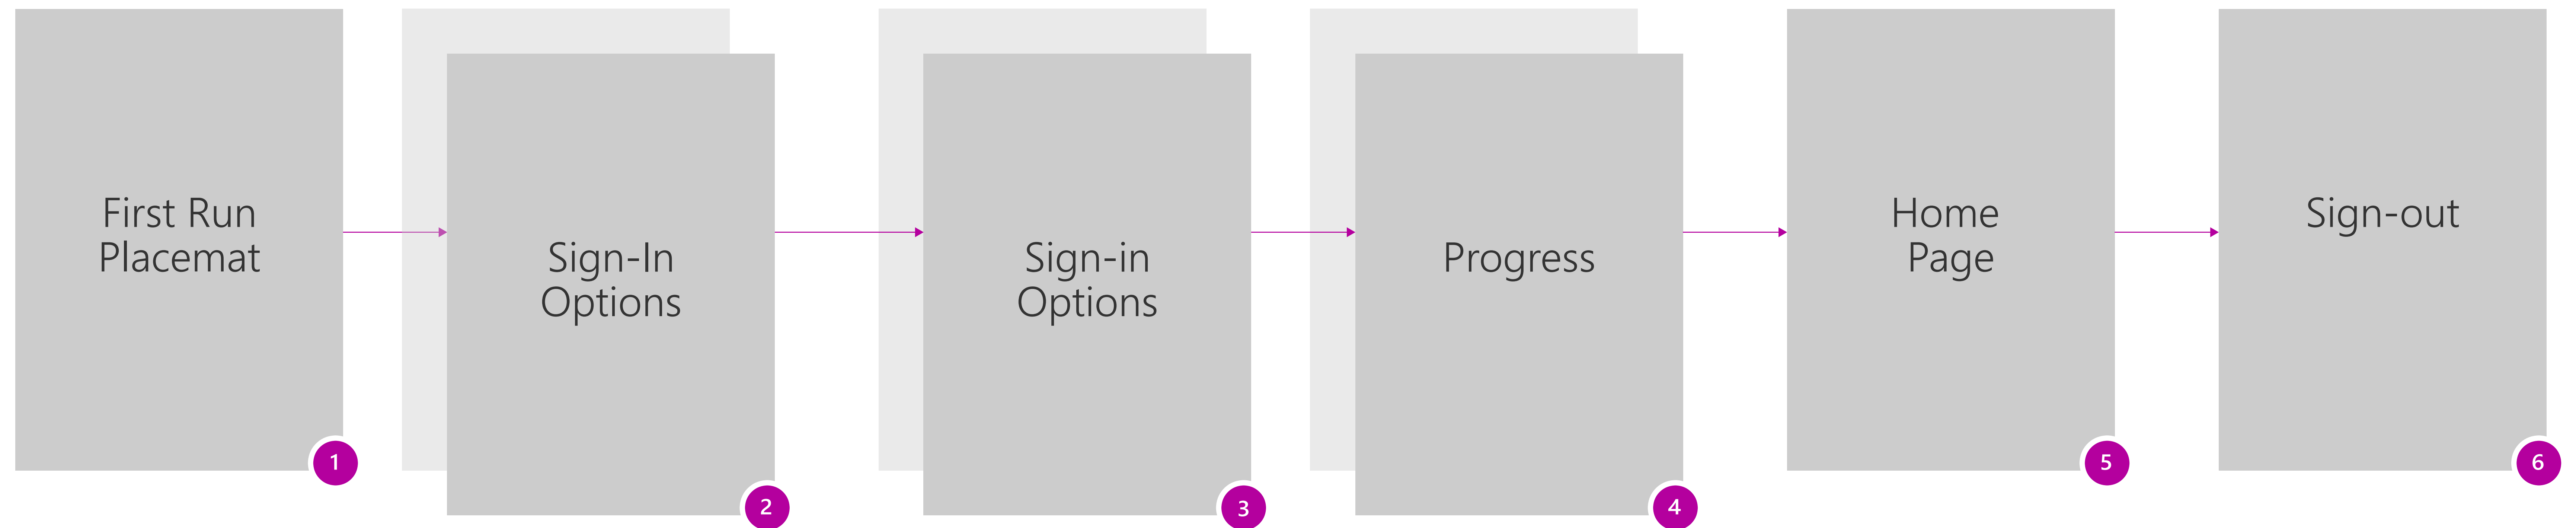 First Run
Placemat
1
Sign-In
Options
2
Sign-in
Options
3
Progress
4
Home
Page
5
Sign-out
6